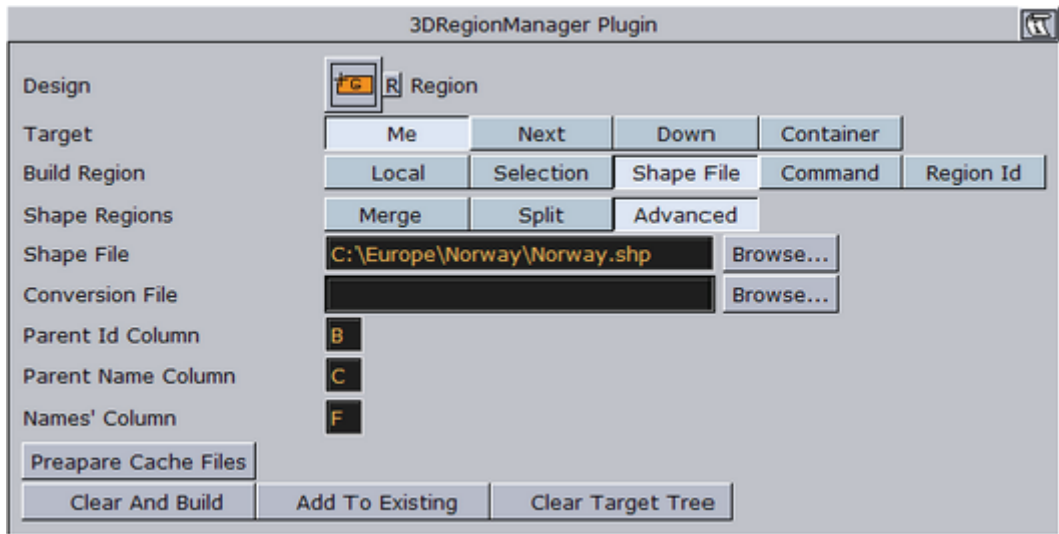 3DRegionManager Plugin
Design G R Region
Target Me Next Down Container
Build Region Local Selection Shape File Command Region Id
Shape Regions Merge Split Advanced
Shape File C:\Europe\Norway\Norway.shp Browse...
Conversion File Browse...
Parent Id Column B
Parent Name Column C
Names' Column F
Preapare Cache Files
Clear And Build Add To Existing Clear Target Tree